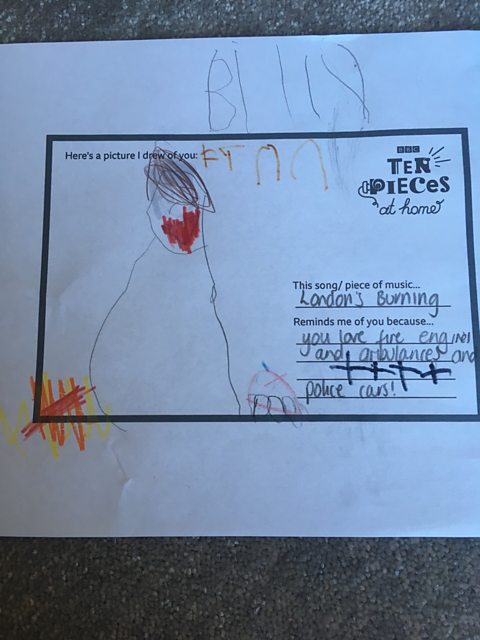 Billy
Here's a picture I drew of you:
BBC
TEN
PIECES
at home
This song/ piece of music...
London's Burning
Reminds me of you because...
you love fire engines
and ambulances and
police cars!